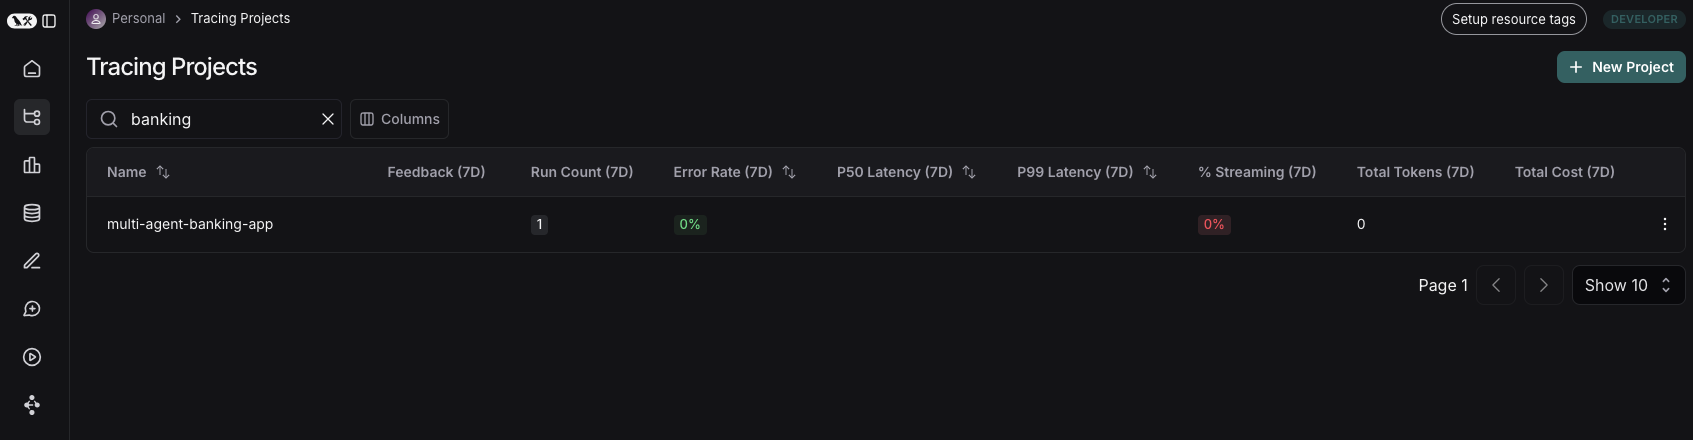 Personal > Tracing Projects
Setup resource tags
DEVELOPER
Tracing Projects
+ New Project
banking
Columns
Name Feedback (7D) Run Count (7D) Error Rate (7D) P50 Latency (7D) P99 Latency (7D) % Streaming (7D) Total Tokens (7D) Total Cost (7D)
multi-agent-banking-app 1 0% 0% 0
Page 1
Show 10